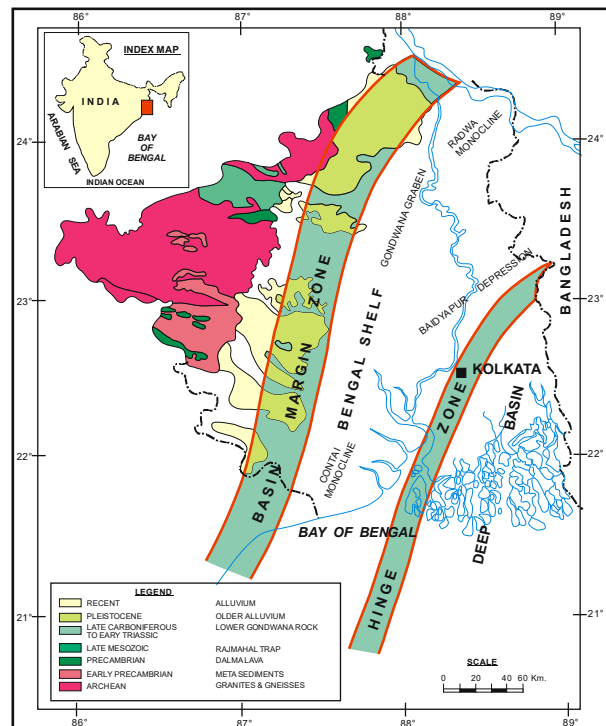 86° 87° 88° 89°
INDEX MAP
INDIA
ARABIAN SEA
BAY
OF
BENGAL
INDIAN OCEAN
24° 24°
RADWA
MONOCLINE
GONDWANA GRABEN
BANGLADESH
BAIDYAPUR DEPRESSION
23° 23°
BASIN MARGIN ZONE
BENGAL SHELF
KOLKATA
HINGE ZONE
DEEP BASIN
22° 22°
CONTAI
MONOCLINE
BAY OF BENGAL
21° 21°
LEGEND
RECENT ALLUVIUM
PLEISTOCENE OLDER ALLUVIUM
LATE CARBONIFEROUS LOWER GONDWANA ROCK
TO EARY TRIASSIC
LATE MESOZOIC RAJMAHAL TRAP
PRECAMBRIAN DALMA LAVA
EARLY PRECAMBRIAN META SEDIMENTS
ARCHEAN GRANITES & GNEISSES
SCALE
0 20 40 60 Km.
86° 87° 88° 89°